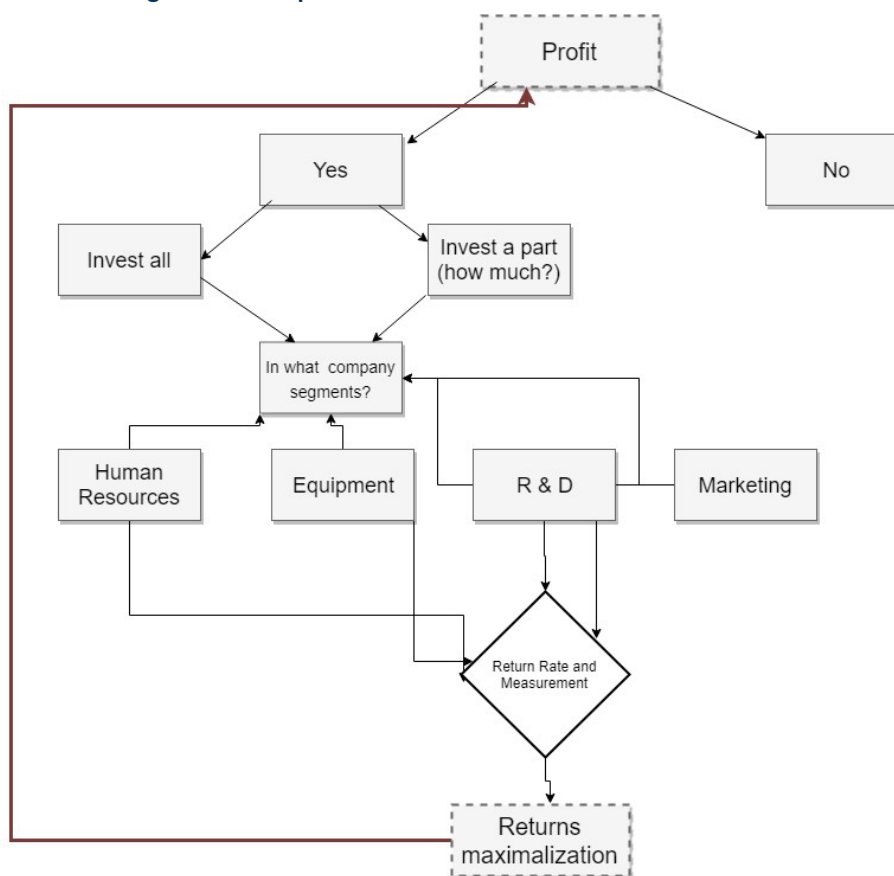 Profit
Yes
No
Invest all
Invest a part
(how much?)
In what company
segments?
Human
Resources
Equipment
R & D
Marketing
Return Rate and
Measurement
Returns
maximalization